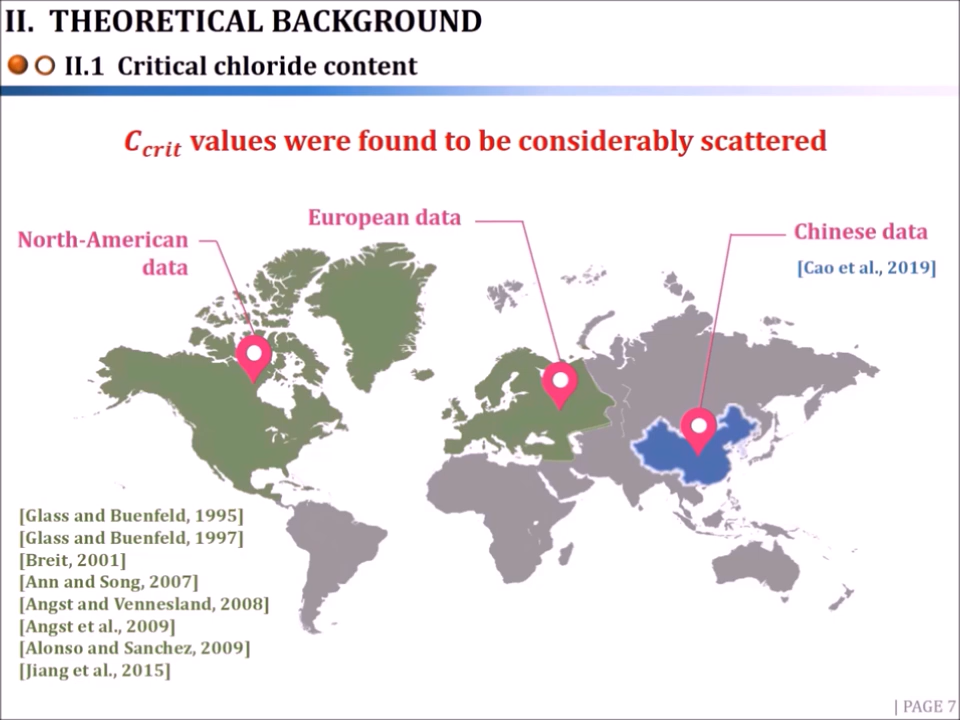 II. THEORETICAL BACKGROUND
II.1 Critical chloride content
C_crit values were found to be considerably scattered
European data
North-American
data
Chinese data
[Cao et al., 2019]
[Glass and Buenfeld, 1995]
[Glass and Buenfeld, 1997]
[Breit, 2001]
[Ann and Song, 2007]
[Angst and Vennesland, 2008]
[Angst et al., 2009]
[Alonso and Sanchez, 2009]
[Jiang et al., 2015]
| PAGE 7